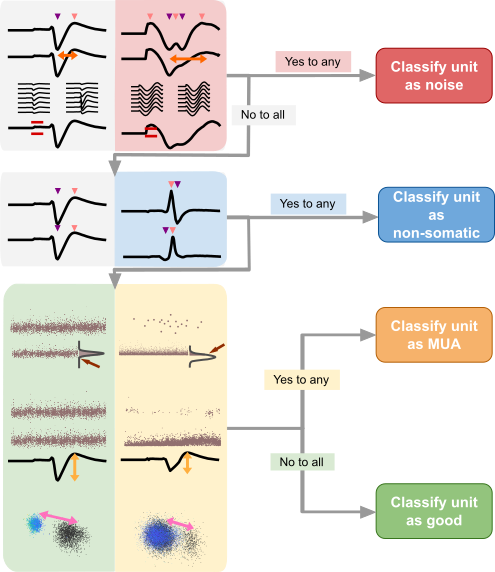 Yes to any
Classify unit
as noise
No to all
Yes to any
Classify unit
as
non-somatic
Classify unit
as MUA
Yes to any
No to all
Classify unit
as good